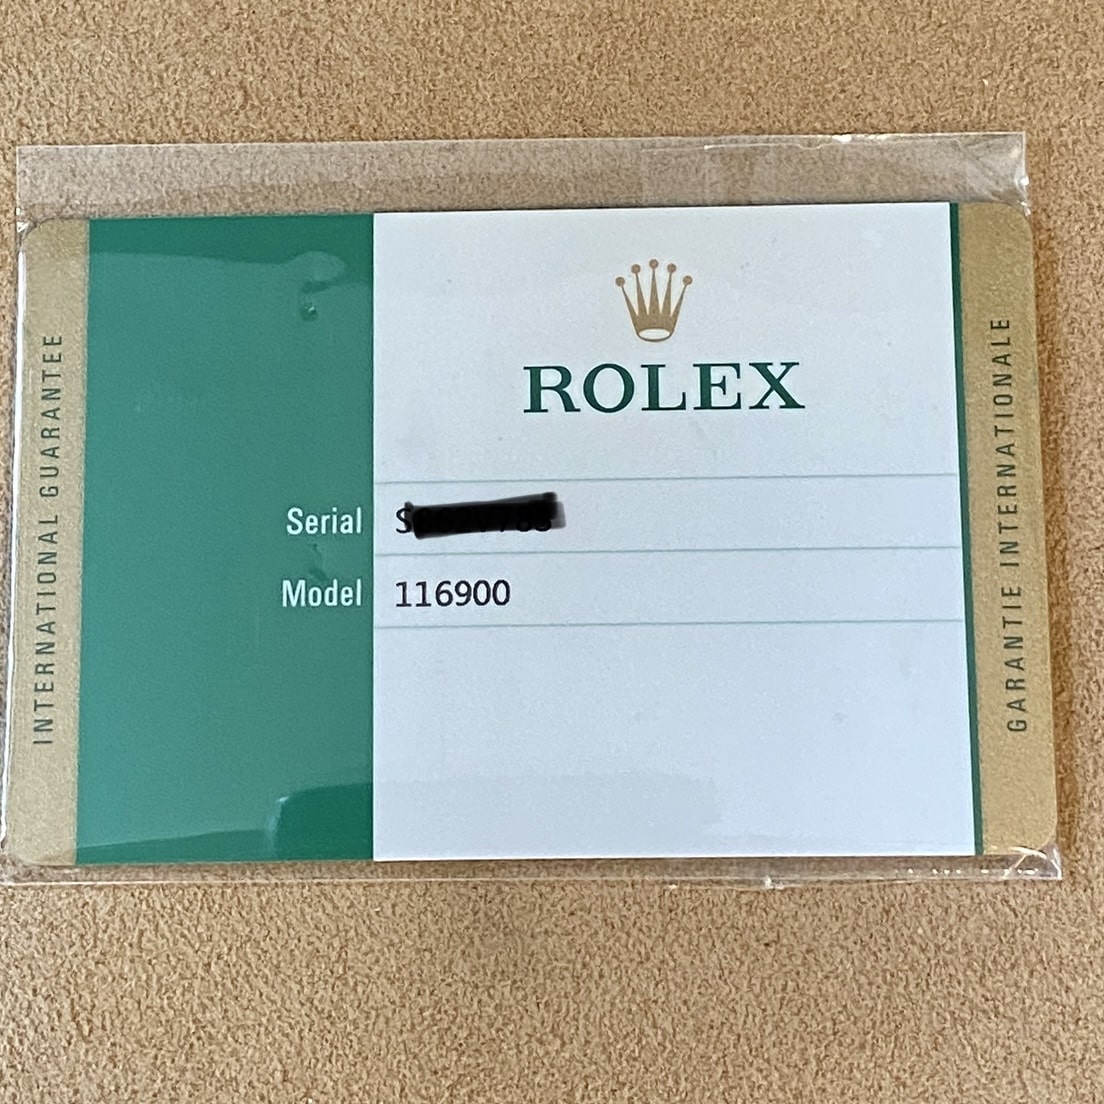 INTERNATIONAL GUARANTEE
ROLEX
Serial
Model 116900
GARANTIE INTERNATIONALE